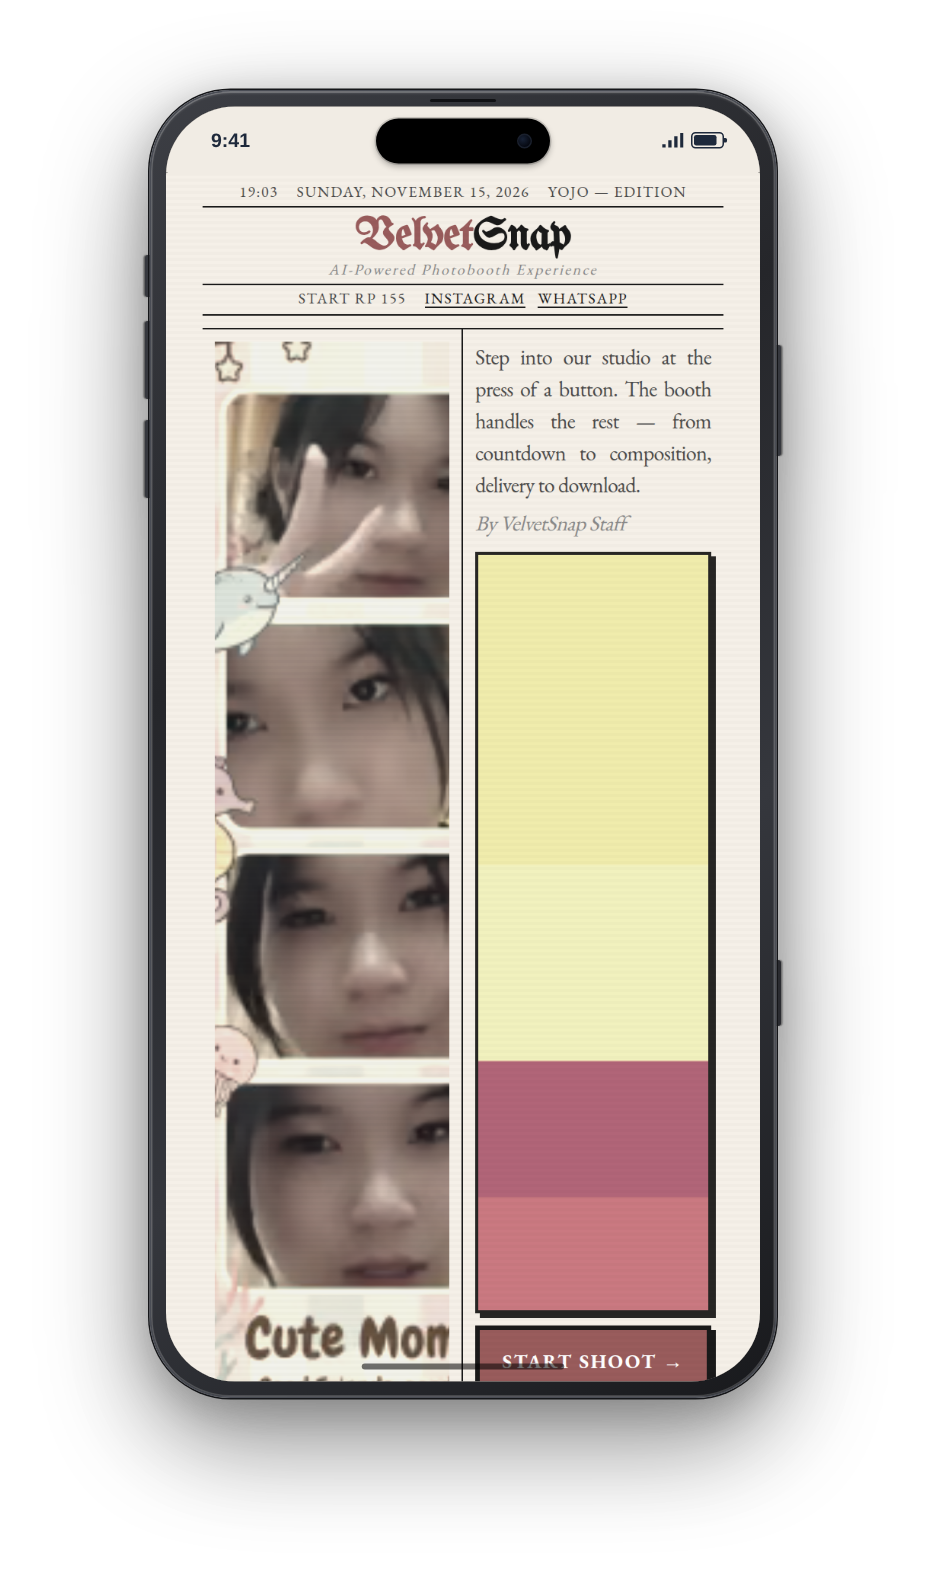 9:41
19:03 SUNDAY, NOVEMBER 15, 2026 YOJO — EDITION
VelvetSnap
AI-Powered Photobooth Experience
START RP 155 INSTAGRAM WHATSAPP
Step into our studio at the
press of a button. The booth
handles the rest — from
countdown to composition,
delivery to download.
By VelvetSnap Staff
Cute Mom
START SHOOT →